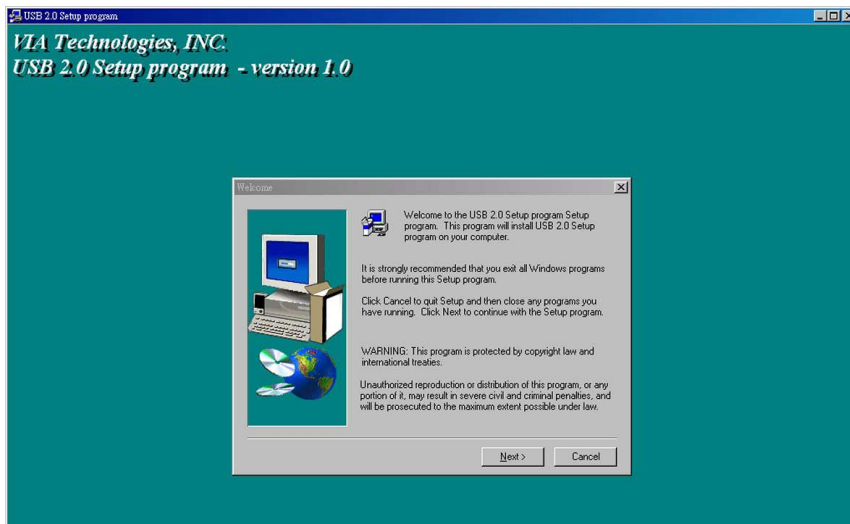 USB 2.0 Setup program
VIA Technologies, INC.
USB 2.0 Setup program - version 1.0
Welcome
Welcome to the USB 2.0 Setup program Setup
program. This program will install USB 2.0 Setup
program on your computer.
It is strongly recommended that you exit all Windows programs
before running this Setup program.
Click Cancel to quit Setup and then close any programs you
have running. Click Next to continue with the Setup program.
WARNING: This program is protected by copyright law and
international treaties.
Unauthorized reproduction or distribution of this program, or any
portion of it, may result in severe civil and criminal penalties, and
will be prosecuted to the maximum extent possible under law.
Next >
Cancel